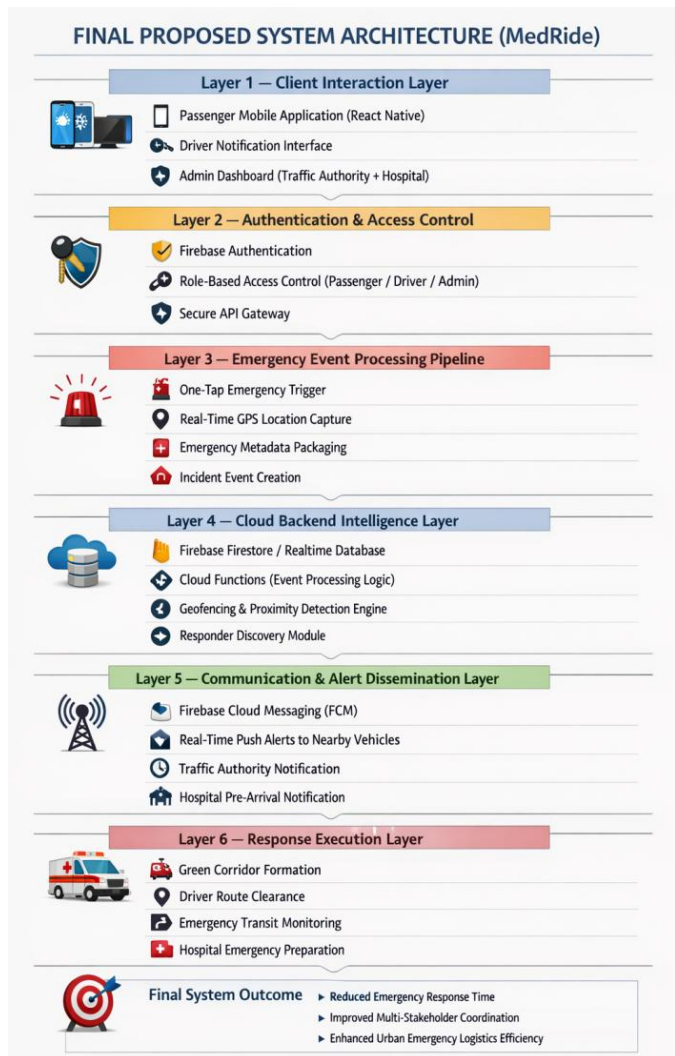 FINAL PROPOSED SYSTEM ARCHITECTURE (MedRide)
Layer 1 — Client Interaction Layer
Passenger Mobile Application (React Native)
Driver Notification Interface
Admin Dashboard (Traffic Authority + Hospital)
Layer 2 — Authentication & Access Control
Firebase Authentication
Role-Based Access Control (Passenger / Driver / Admin)
Secure API Gateway
Layer 3 — Emergency Event Processing Pipeline
One-Tap Emergency Trigger
Real-Time GPS Location Capture
Emergency Metadata Packaging
Incident Event Creation
Layer 4 — Cloud Backend Intelligence Layer
Firebase Firestore / Realtime Database
Cloud Functions (Event Processing Logic)
Geofencing & Proximity Detection Engine
Responder Discovery Module
Layer 5 — Communication & Alert Dissemination Layer
Firebase Cloud Messaging (FCM)
Real-Time Push Alerts to Nearby Vehicles
Traffic Authority Notification
Hospital Pre-Arrival Notification
Layer 6 — Response Execution Layer
Green Corridor Formation
Driver Route Clearance
Emergency Transit Monitoring
Hospital Emergency Preparation
Final System Outcome
▸ Reduced Emergency Response Time
▸ Improved Multi-Stakeholder Coordination
▸ Enhanced Urban Emergency Logistics Efficiency